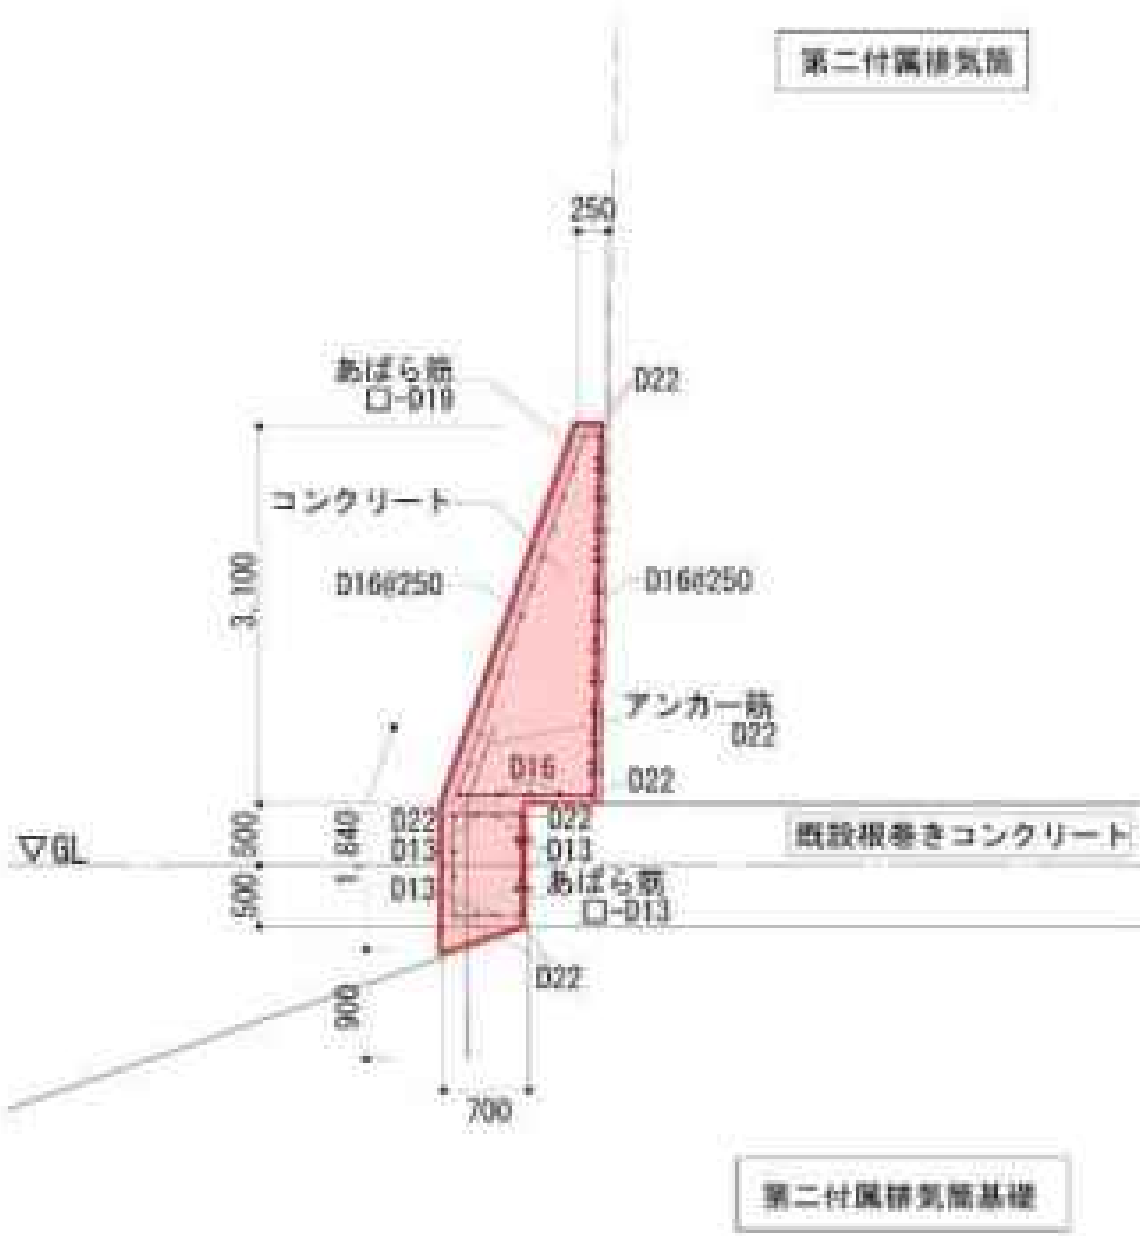 第二付属排気筒
250
あばら筋
□-D19
D22
コンクリート
3,100
D16@250
D16@250
アンカー筋
D22
D16
D22
D22
D22
1,640
500
▽GL
D13
D13
既設根巻きコンクリート
500
D13
あばら筋
□-D13
D22
900
700
第二付属排気筒基礎